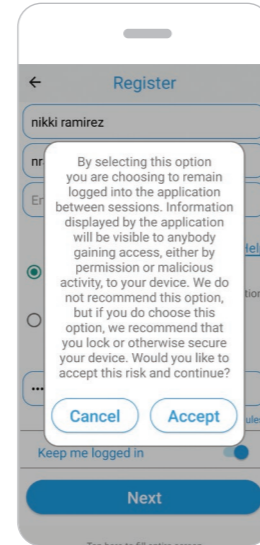 Register
nikki ramirez
nr
By selecting this option
you are choosing to remain
logged into the application
between sessions. Information
displayed by the application
will be visible to anybody
gaining access, either by
permission or malicious
activity, to your device. We do
not recommend this option,
but if you do choose this
option, we recommend that
you lock or otherwise secure
your device. Would you like to
accept this risk and continue?
Cancel Accept
Keep me logged in
Next